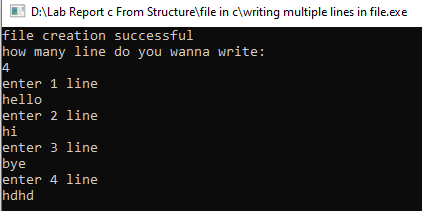 D:\Lab Report c From Structure\file in c\writing multiple lines in file.exe
file creation successful
how many line do you wanna write:
4
enter 1 line
hello
enter 2 line
hi
enter 3 line
bye
enter 4 line
hdhd